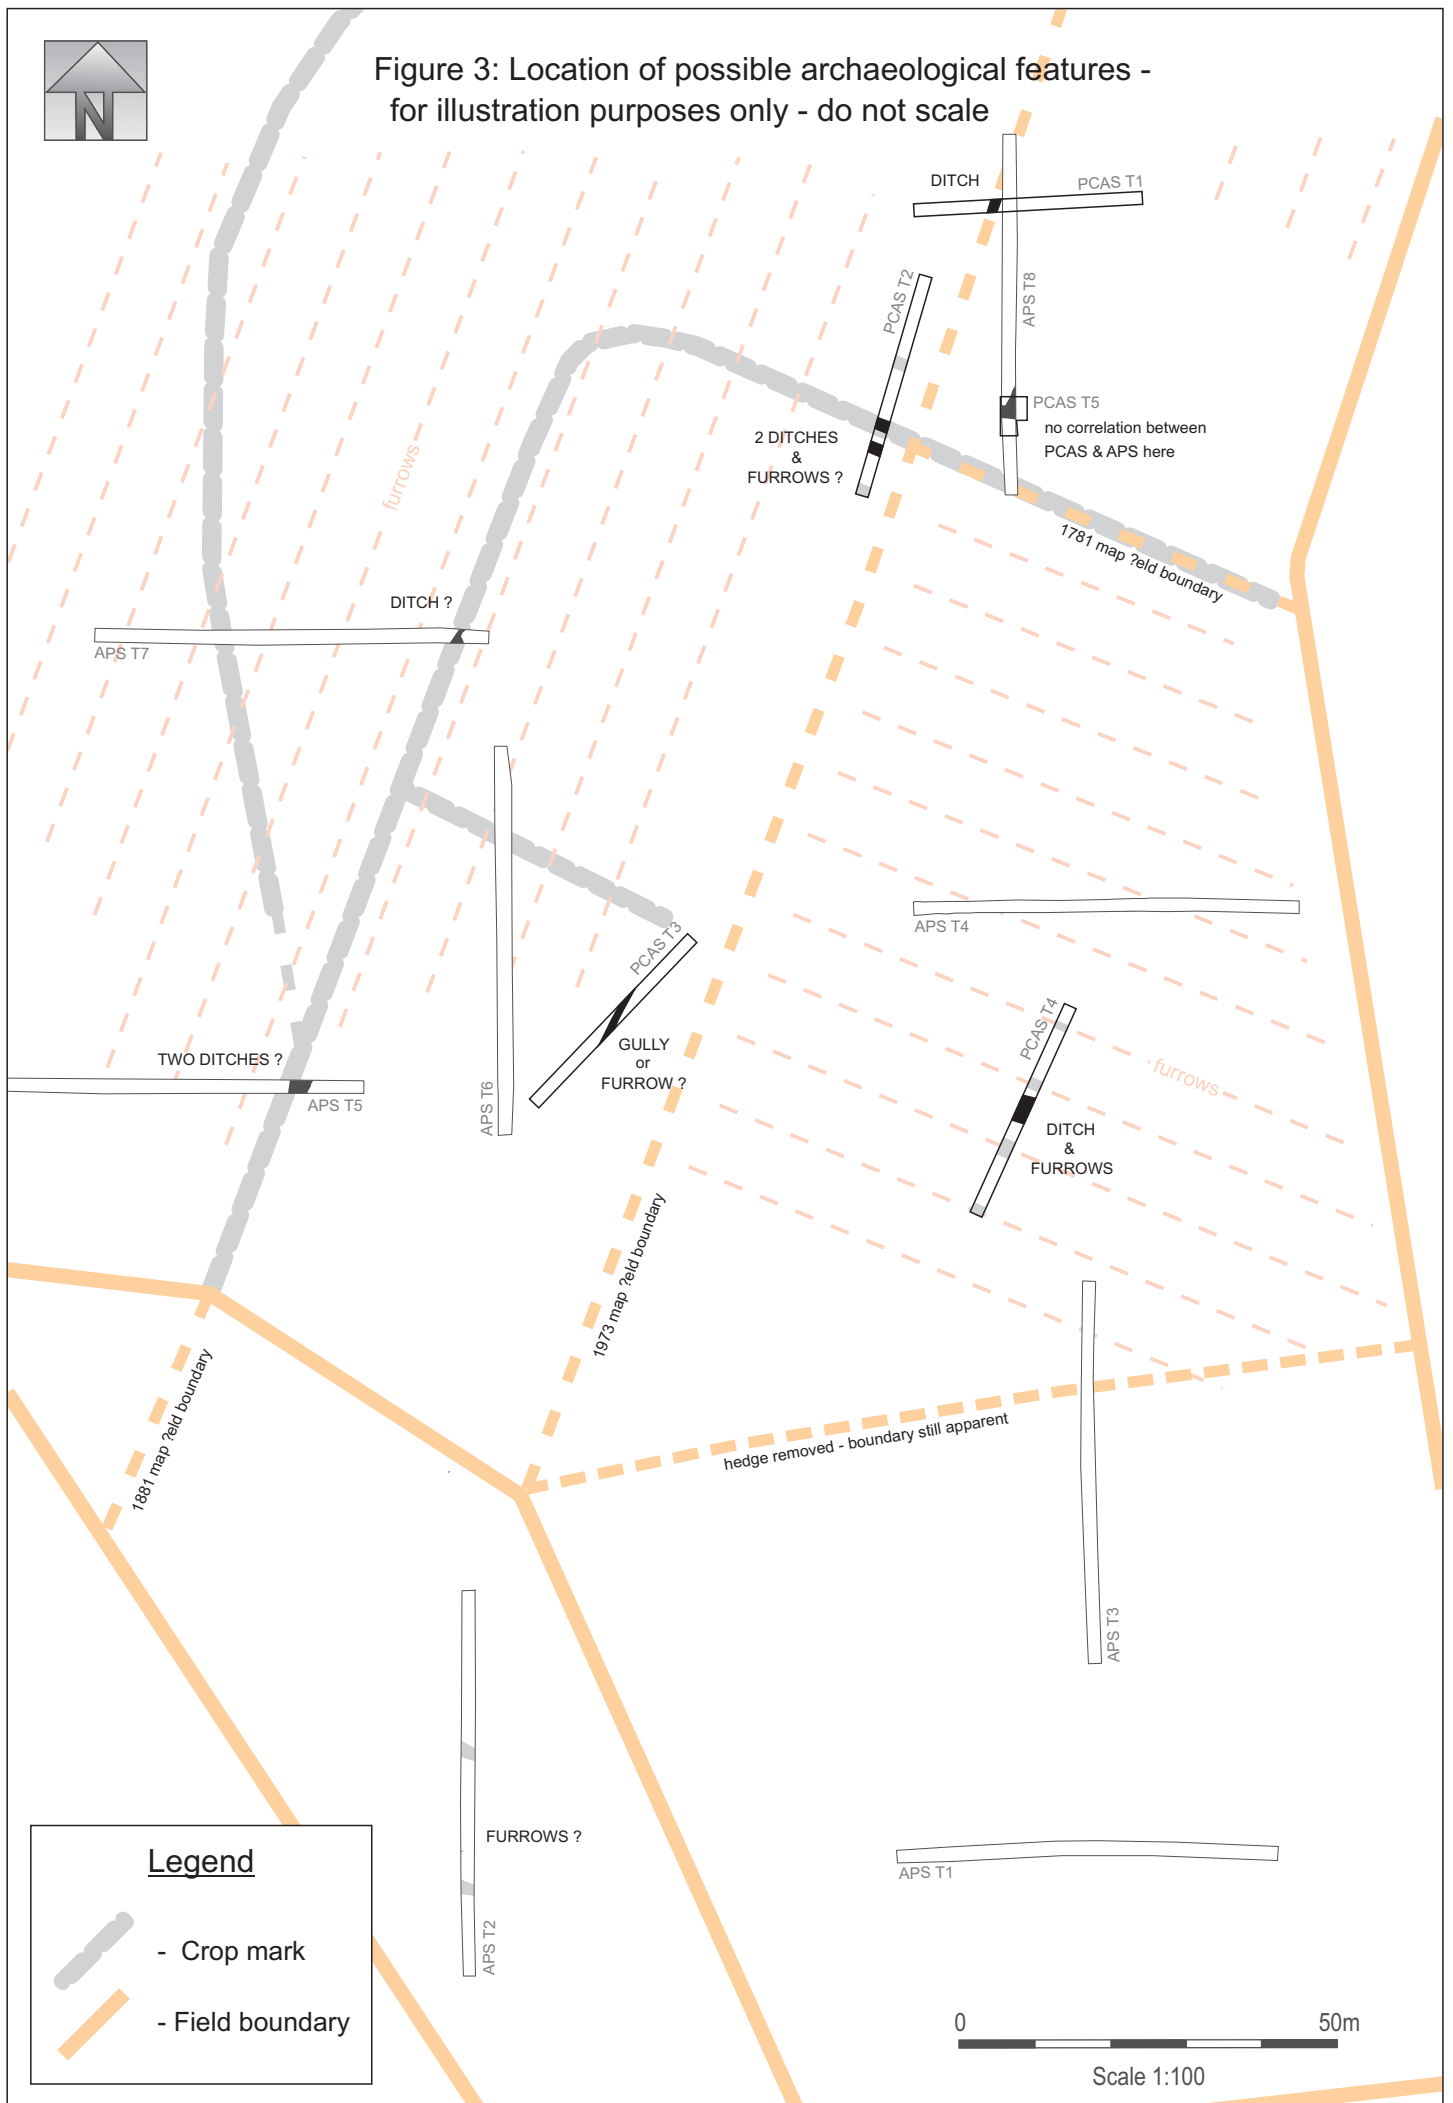 N
Figure 3: Location of possible archaeological features -
for illustration purposes only - do not scale
DITCH
PCAS T1
PCAS T2
APS T8
PCAS T5
no correlation between
PCAS & APS here
2 DITCHES
&
FURROWS ?
furrows
1781 map ?eld boundary
DITCH ?
APS T7
PCAS T3
APS T4
GULLY
or
FURROW ?
PCAS T4
furrows
TWO DITCHES ?
APS T5
APS T6
DITCH
&
FURROWS
1973 map ?eld boundary
1881 map ?eld boundary
hedge removed - boundary still apparent
APS T3
FURROWS ?
APS T2
APS T1
Legend
- Crop mark
- Field boundary
0
50m
Scale 1:100